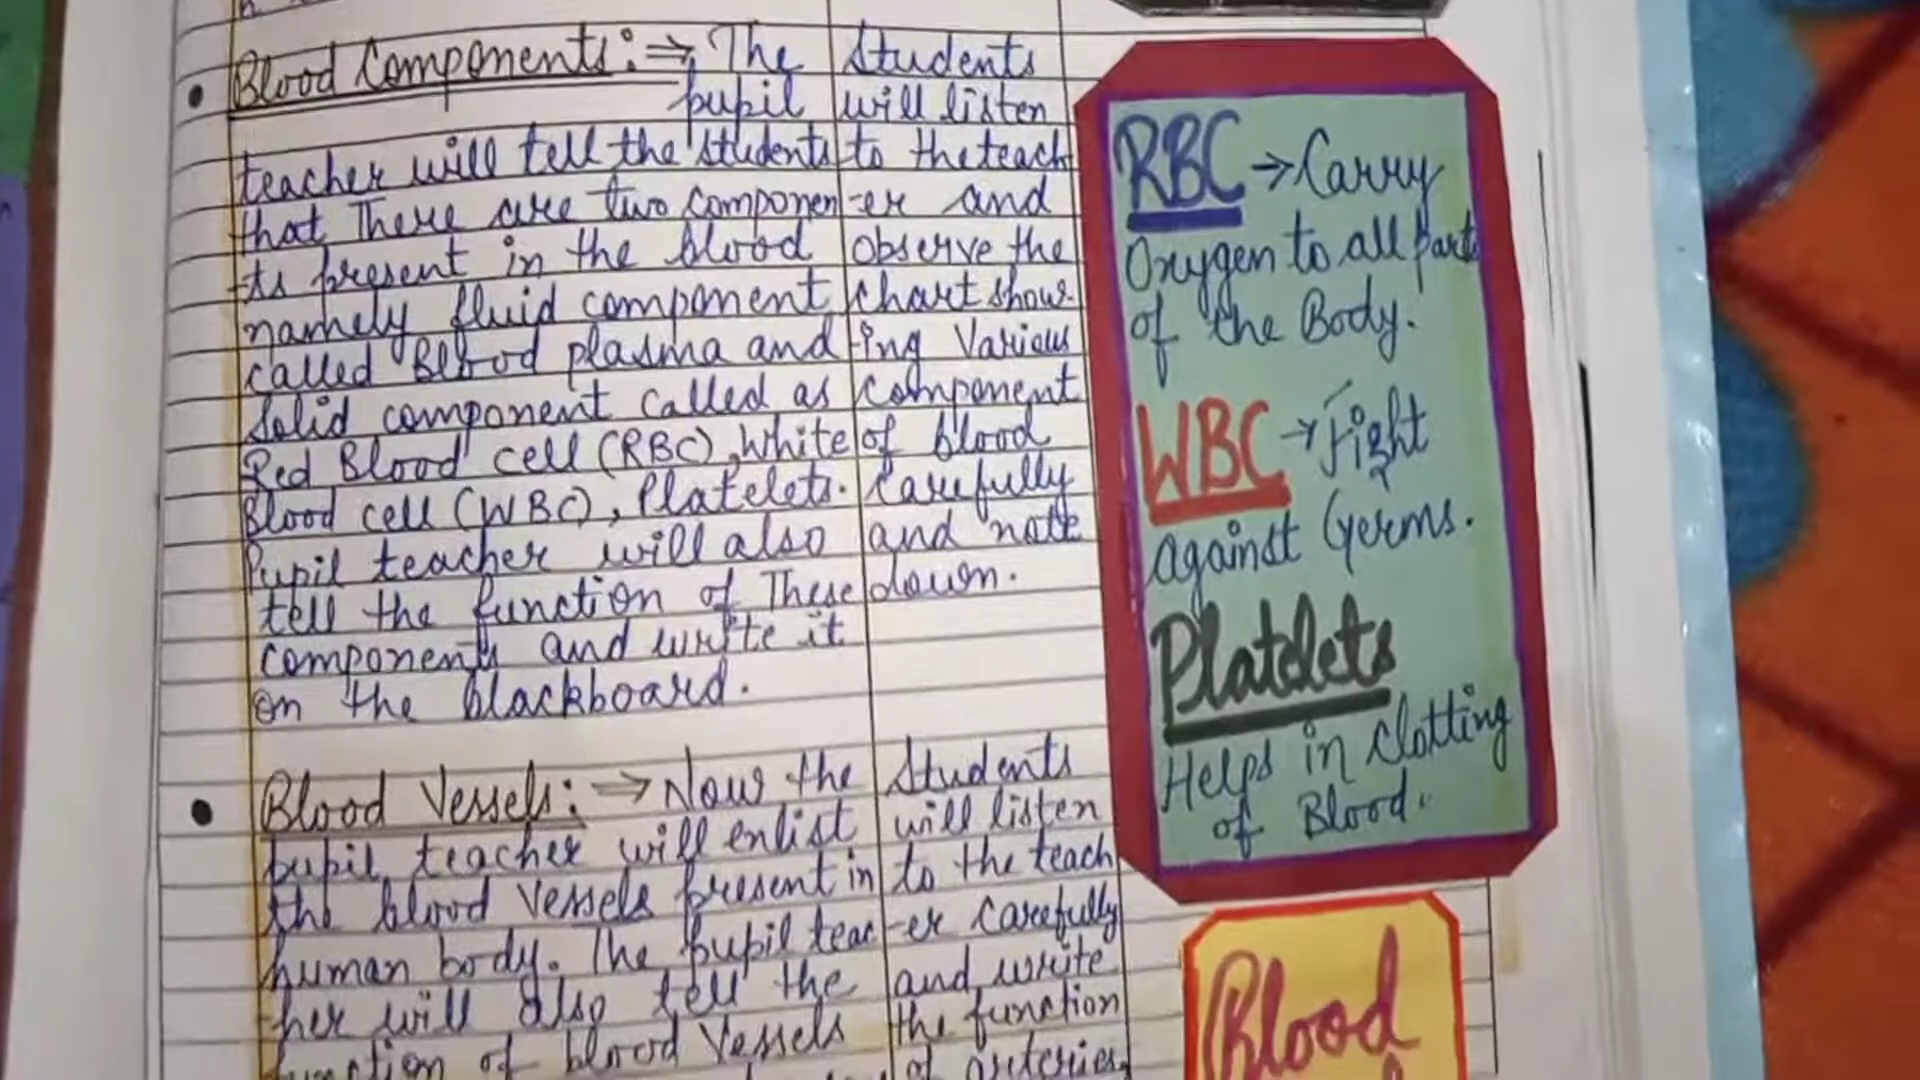 Blood Components:⇒ The
pupil
teacher will tell the students
that There are two componen
-ts present in the blood
namely fluid component
called Blood plasma and
Solid component called as
Red Blood cell (RBC), White
Blood cell (WBC), Platelets.
Pupil teacher will also
tell the function of These
components and write it
on the blackboard.
Blood Vessels:⇒ Now the
pupil teacher will enlist
the blood vessels present in
human body. The pupil teac
-her will also tell the
function of blood Vessels
Students
will listen
to the teach
-er and
observe the
chart show
-ing Various
component
of blood
carefully
and note
down.
Students
will listen
to the teach
-er carefully
and write
the function
of arteries,
RBC → Carry
Oxygen to all parts
of the Body.
WBC → Fight
against Germs.
Platelets
Helps in Clotting
of Blood.
Blood